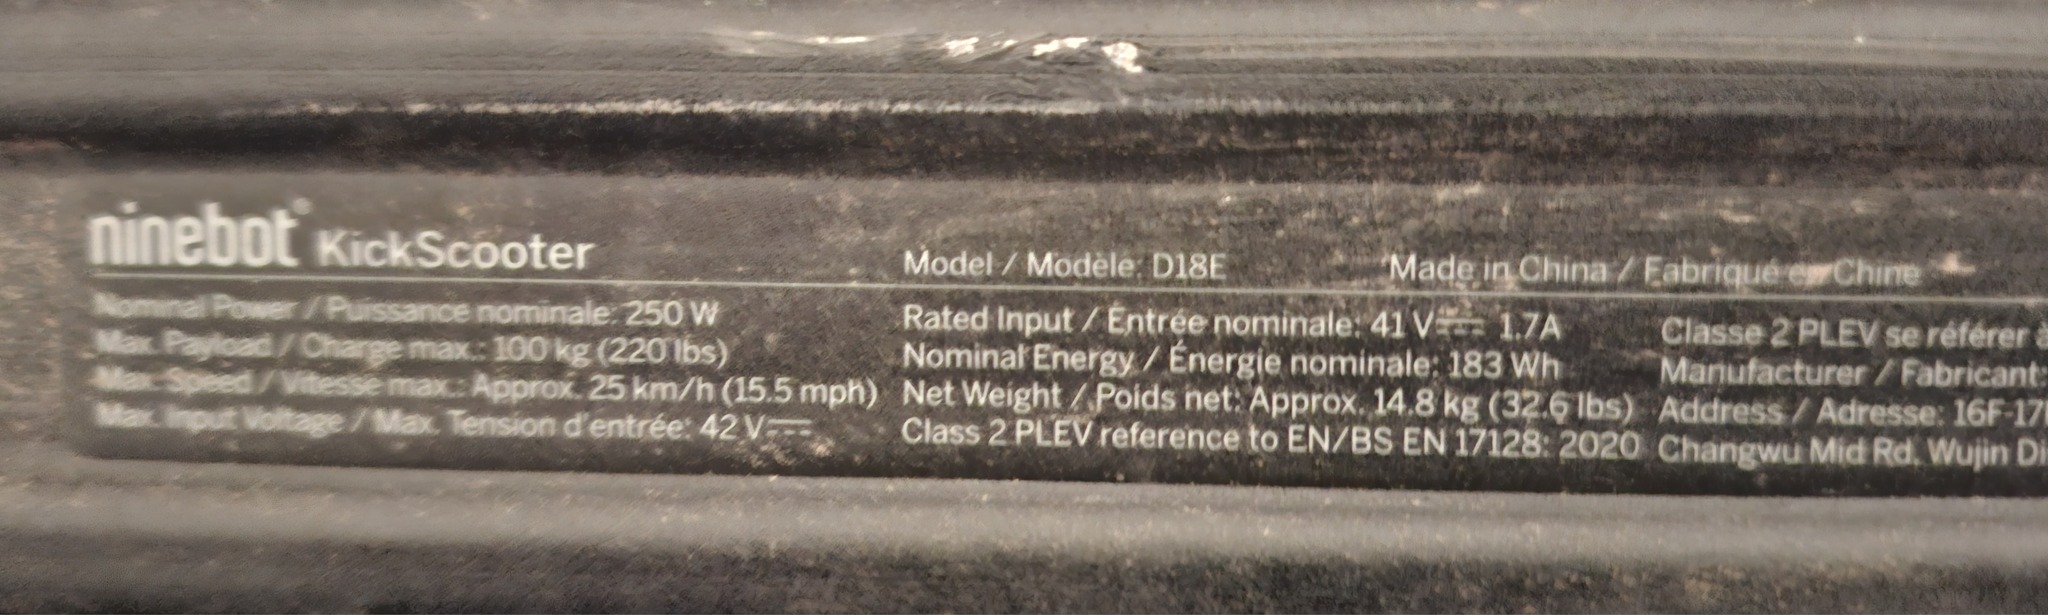 ninebot® KickScooter
Nominal Power / Puissance nominale: 250 W
Max. Payload / Charge max.: 100 kg (220 lbs)
Max. Speed / Vitesse max.: Approx. 25 km/h (15.5 mph)
Max. Input Voltage / Max. Tension d'entrée: 42 V⎓
Model / Modèle: D18E
Made in China / Fabriqué en Chine
Rated Input / Entrée nominale: 41 V⎓ 1.7A
Nominal Energy / Énergie nominale: 183 Wh
Net Weight / Poids net: Approx. 14.8 kg (32.6 lbs)
Class 2 PLEV reference to EN/BS EN 17128: 2020
Classe 2 PLEV se référer à
Manufacturer / Fabricant:
Address / Adresse: 16F-17
Changwu Mid Rd, Wujin Di